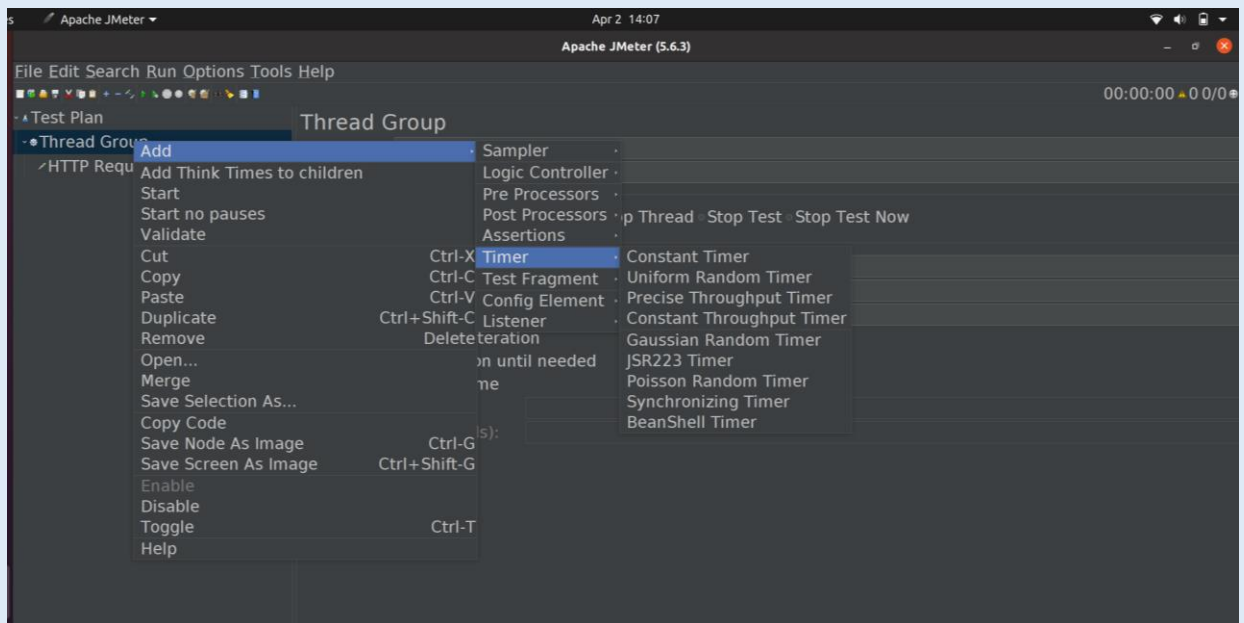 s Apache JMeter Apr 2 14:07
Apache JMeter (5.6.3)
File Edit Search Run Options Tools Help
00:00:00 0 0/0
Test Plan
Thread Group
Thread Grou
HTTP Requ
Add
Add Think Times to children
Start
Start no pauses
Validate
Cut Ctrl-X
Copy Ctrl-C
Paste Ctrl-V
Duplicate Ctrl+Shift-C
Remove Delete
Open...
Merge
Save Selection As...
Copy Code
Save Node As Image Ctrl-G
Save Screen As Image Ctrl+Shift-G
Enable
Disable
Toggle Ctrl-T
Help
Sampler
Logic Controller
Pre Processors
Post Processors
Assertions
Timer
Test Fragment
Config Element
Listener
p Thread Stop Test Stop Test Now
Constant Timer
Uniform Random Timer
Precise Throughput Timer
Constant Throughput Timer
Gaussian Random Timer
JSR223 Timer
Poisson Random Timer
Synchronizing Timer
BeanShell Timer
teration
on until needed
me
ls):